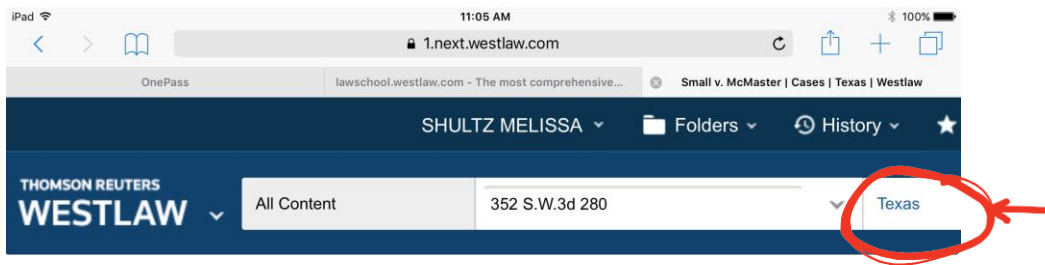 iPad 11:05 AM 100%
1.next.westlaw.com
OnePass lawschool.westlaw.com - The most comprehensive... Small v. McMaster | Cases | Texas | Westlaw
SHULTZ MELISSA Folders History
THOMSON REUTERS
WESTLAW All Content 352 S.W.3d 280 Texas